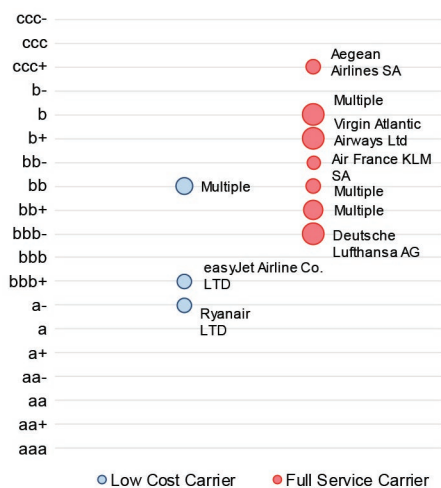 ccc-
ccc
ccc+
Aegean
Airlines SA
b-
b
Multiple
b+
Virgin Atlantic
Airways Ltd
bb-
Air France KLM
SA
bb
Multiple
Multiple
bb+
Multiple
bbb-
Deutsche
Lufthansa AG
bbb
bbb+
easyJet Airline Co.
LTD
a-
Ryanair
LTD
a
a+
aa-
aa
aa+
aaa
Low Cost Carrier
Full Service Carrier